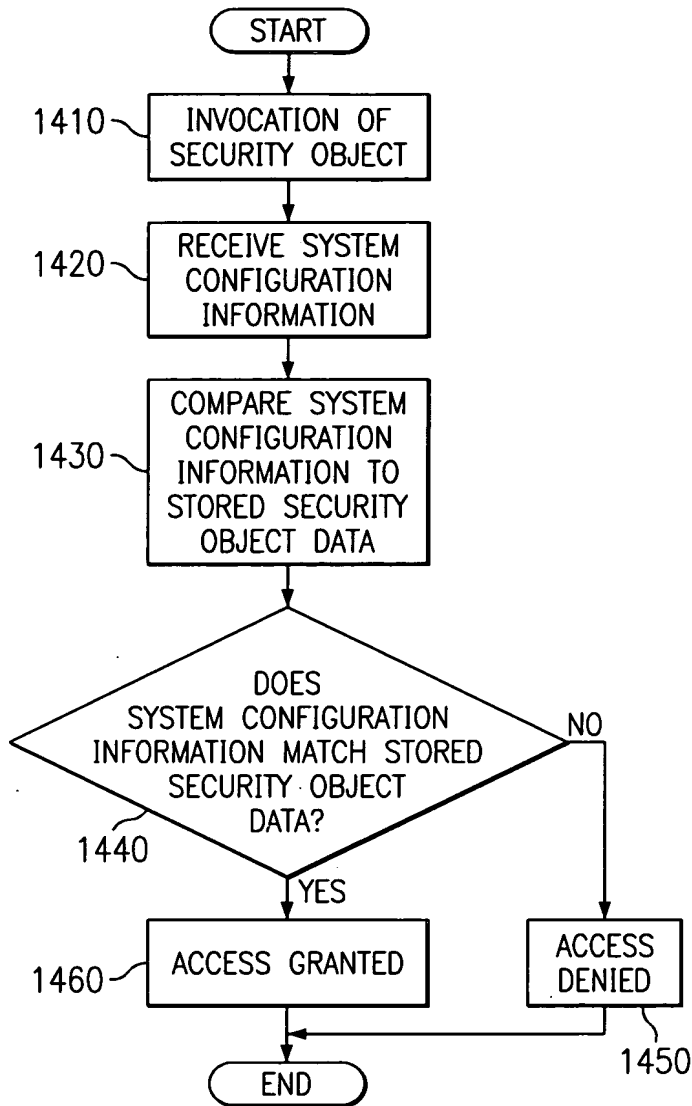 START
1410
INVOCATION OF
SECURITY OBJECT
1420
RECEIVE SYSTEM
CONFIGURATION
INFORMATION
1430
COMPARE SYSTEM
CONFIGURATION
INFORMATION TO
STORED SECURITY
OBJECT DATA
DOES
SYSTEM CONFIGURATION
INFORMATION MATCH STORED
SECURITY OBJECT
DATA?
1440
NO
YES
1460
ACCESS GRANTED
ACCESS
DENIED
1450
END